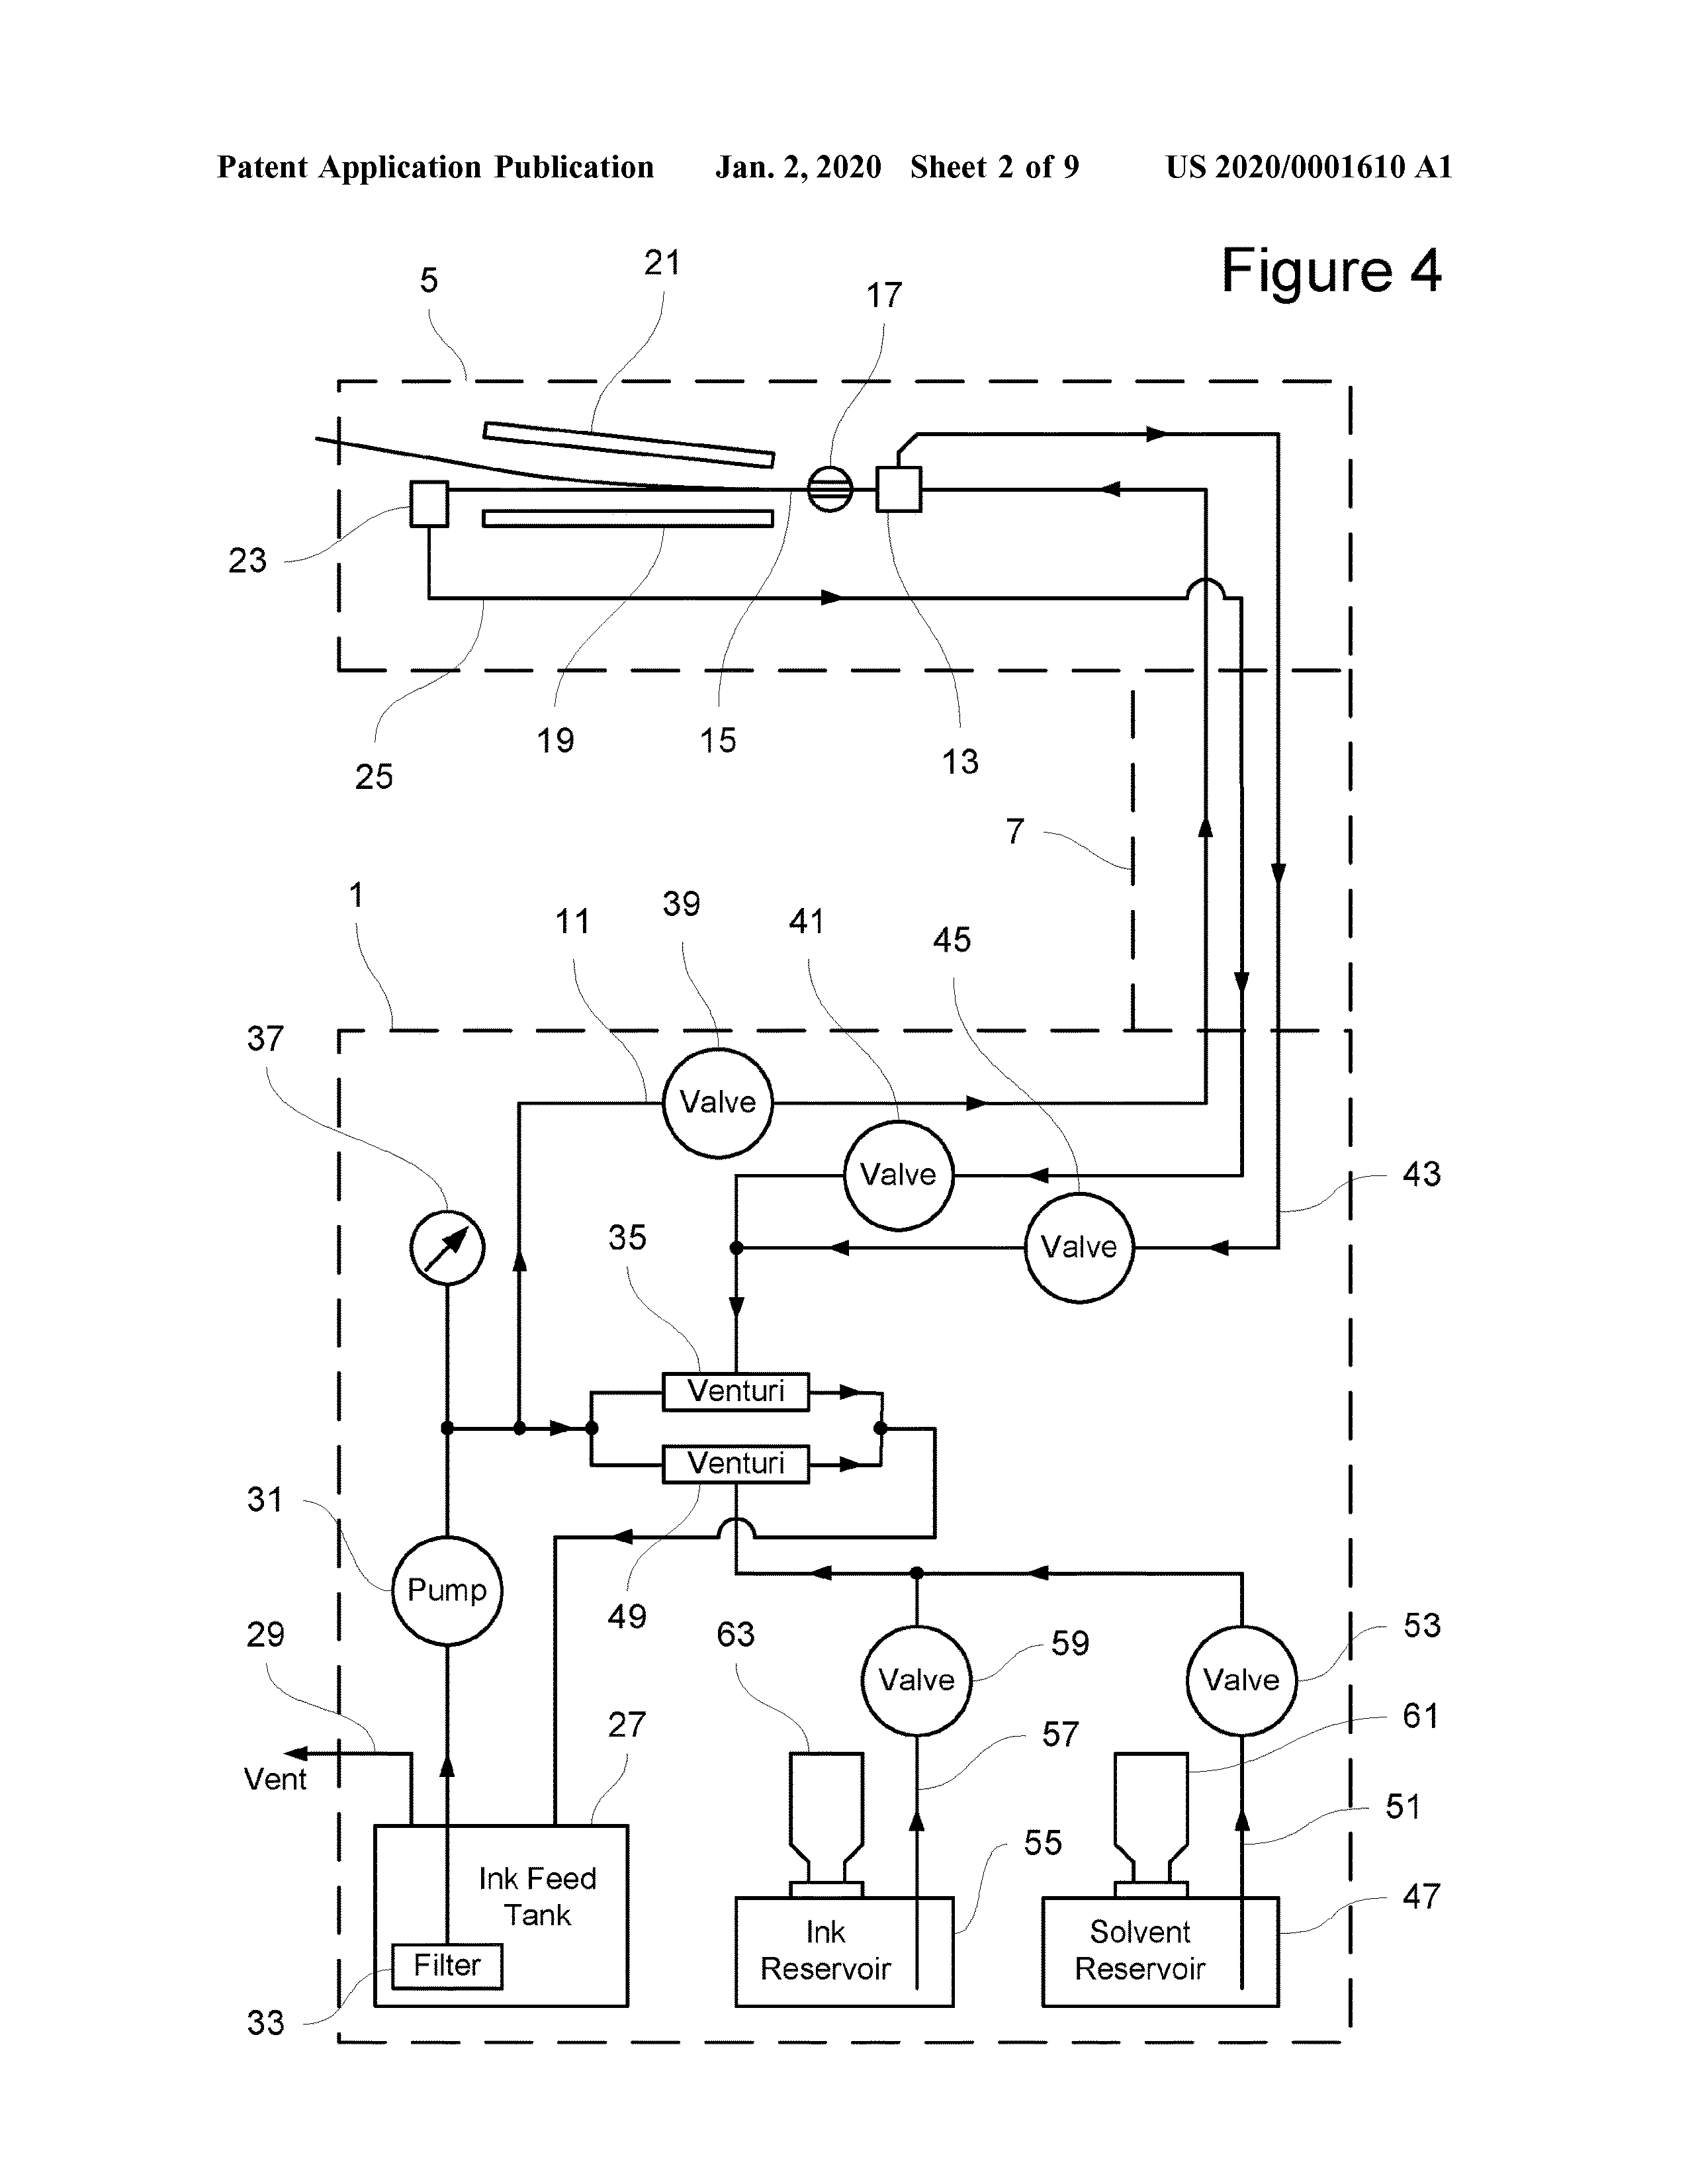 Patent Application Publication Jan. 2, 2020 Sheet 2 of 9 US 2020/0001610 A1
Figure 4
5
21
17
23
25
19
15
13
7
1
11
39
41
45
37
Valve
Valve
Valve
43
35
Venturi
Venturi
31
Pump
49
29
Vent
63
59
Valve
53
Valve
27
57
61
51
55
47
Ink Feed
Tank
Filter
33
Ink
Reservoir
Solvent
Reservoir